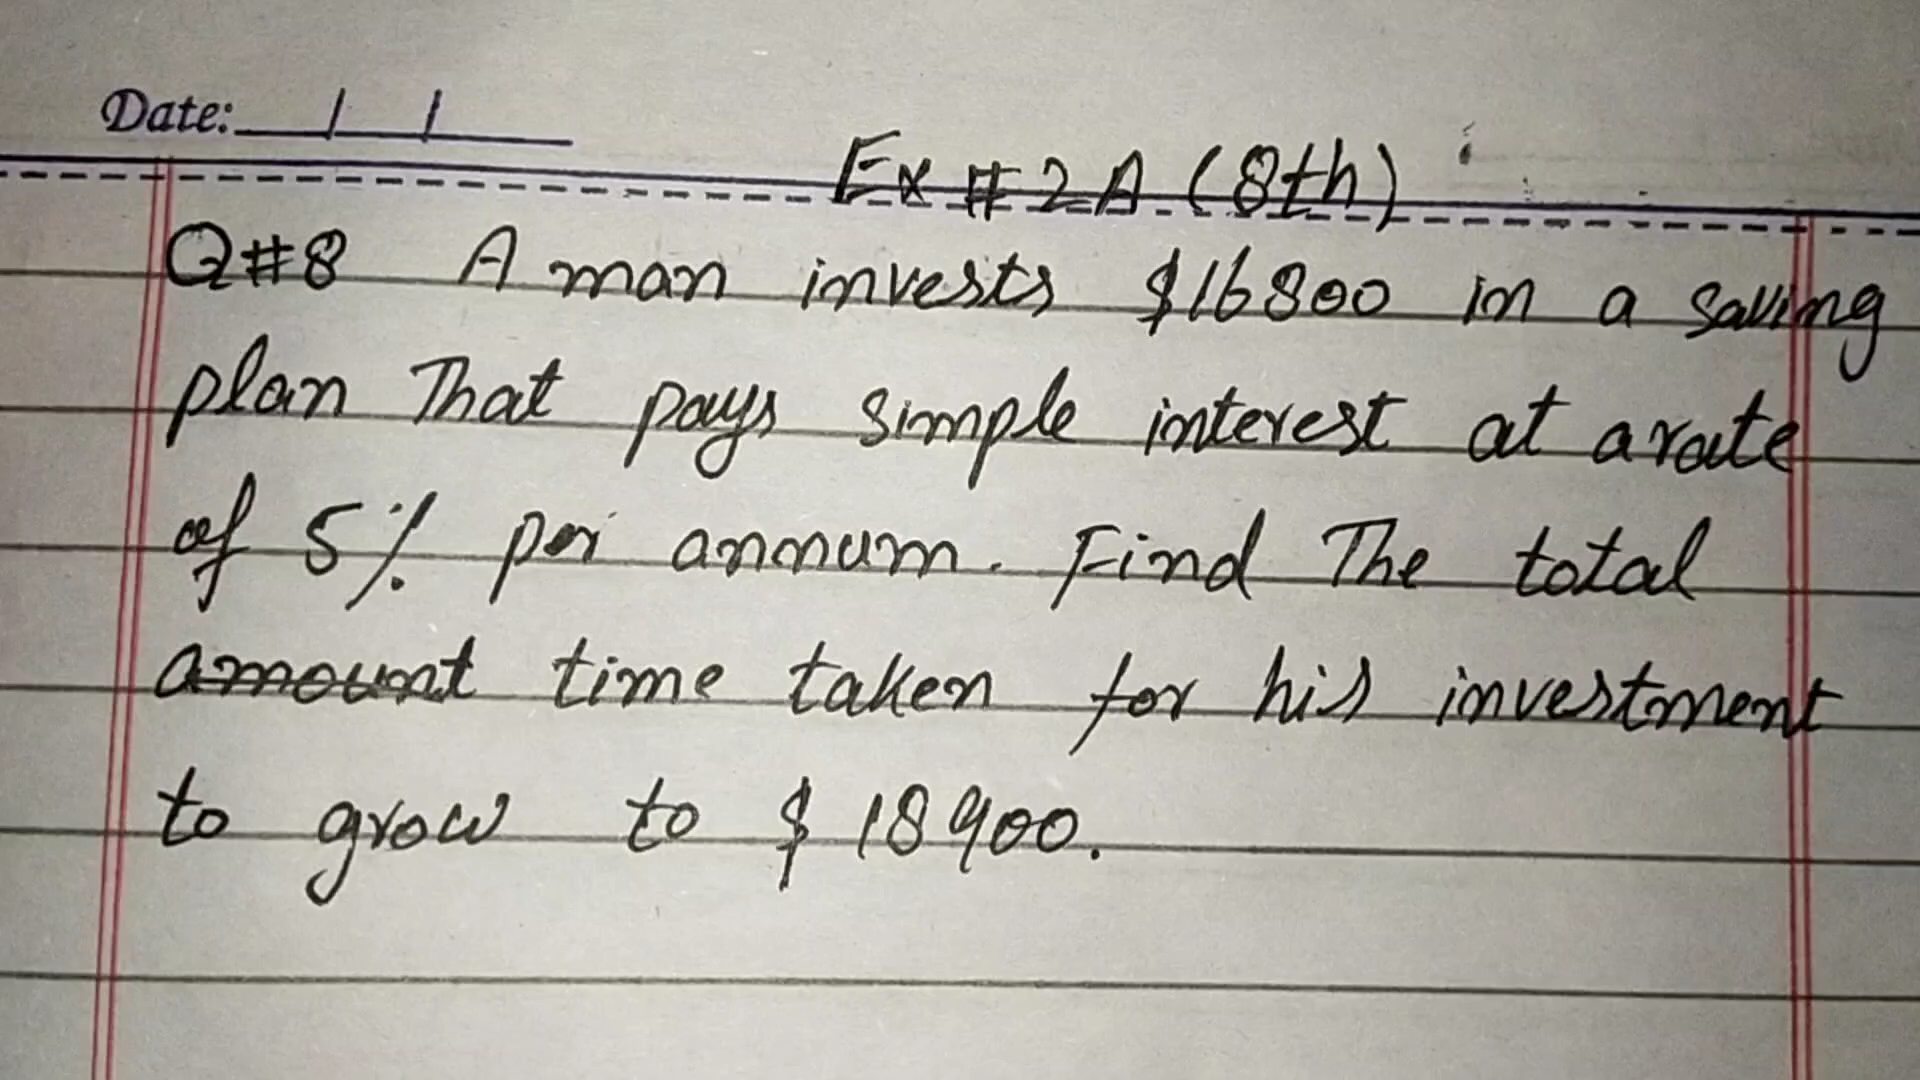 Date: / /
Ex # 2A (8th)
Q#8 A man invests $16800 in a saving
plan That pays simple interest at a rate
of 5% per annum. Find The total
amount time taken for his investment
to grow to $ 18900.